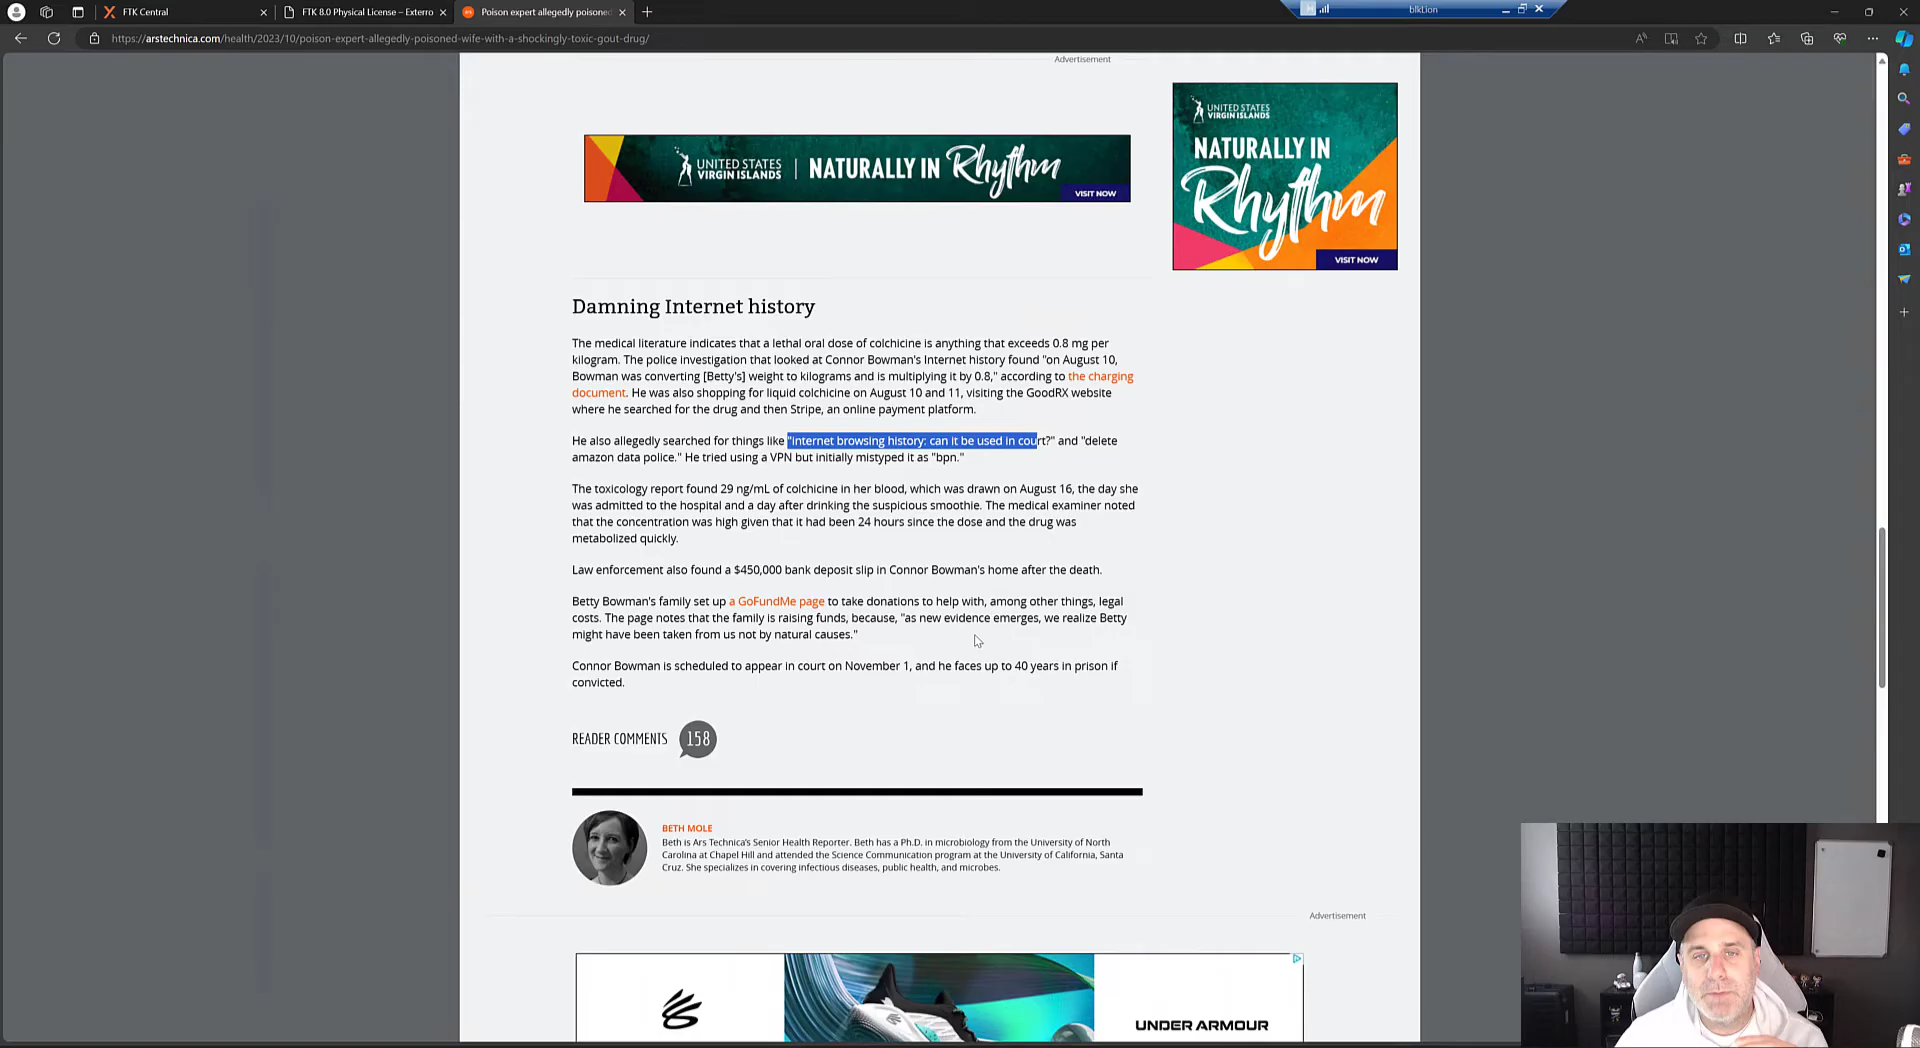 FTK Central
FTK 8.0 Physical License – Exterro
Poison expert allegedly poisoned
blkLion
https://arstechnica.com/health/2023/10/poison-expert-allegedly-poisoned-wife-with-a-shockingly-toxic-gout-drug/
Advertisement
UNITED STATES
VIRGIN ISLANDS
NATURALLY IN Rhythm
VISIT NOW
UNITED STATES
VIRGIN ISLANDS
NATURALLY IN
Rhythm
VISIT NOW
Damning Internet history
The medical literature indicates that a lethal oral dose of colchicine is anything that exceeds 0.8 mg per
kilogram. The police investigation that looked at Connor Bowman's Internet history found "on August 10,
Bowman was converting [Betty's] weight to kilograms and is multiplying it by 0.8," according to the charging
document. He was also shopping for liquid colchicine on August 10 and 11, visiting the GoodRX website
where he searched for the drug and then Stripe, an online payment platform.
He also allegedly searched for things like "internet browsing history: can it be used in court?" and "delete
amazon data police." He tried using a VPN but initially mistyped it as "bpn."
The toxicology report found 29 ng/mL of colchicine in her blood, which was drawn on August 16, the day she
was admitted to the hospital and a day after drinking the suspicious smoothie. The medical examiner noted
that the concentration was high given that it had been 24 hours since the dose and the drug was
metabolized quickly.
Law enforcement also found a $450,000 bank deposit slip in Connor Bowman's home after the death.
Betty Bowman's family set up a GoFundMe page to take donations to help with, among other things, legal
costs. The page notes that the family is raising funds, because, "as new evidence emerges, we realize Betty
might have been taken from us not by natural causes."
Connor Bowman is scheduled to appear in court on November 1, and he faces up to 40 years in prison if
convicted.
READER COMMENTS 158
BETH MOLE
Beth is Ars Technica's Senior Health Reporter. Beth has a Ph.D. in microbiology from the University of North
Carolina at Chapel Hill and attended the Science Communication program at the University of California, Santa
Cruz. She specializes in covering infectious diseases, public health, and microbes.
Advertisement
UNDER ARMOUR